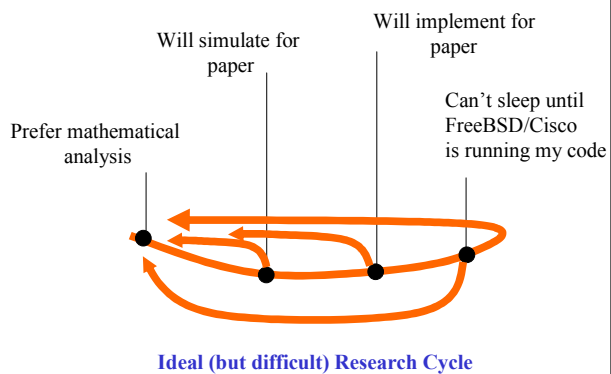 Will simulate for
paper
Will implement for
paper
Can't sleep until
FreeBSD/Cisco
is running my code
Prefer mathematical
analysis
Ideal (but difficult) Research Cycle